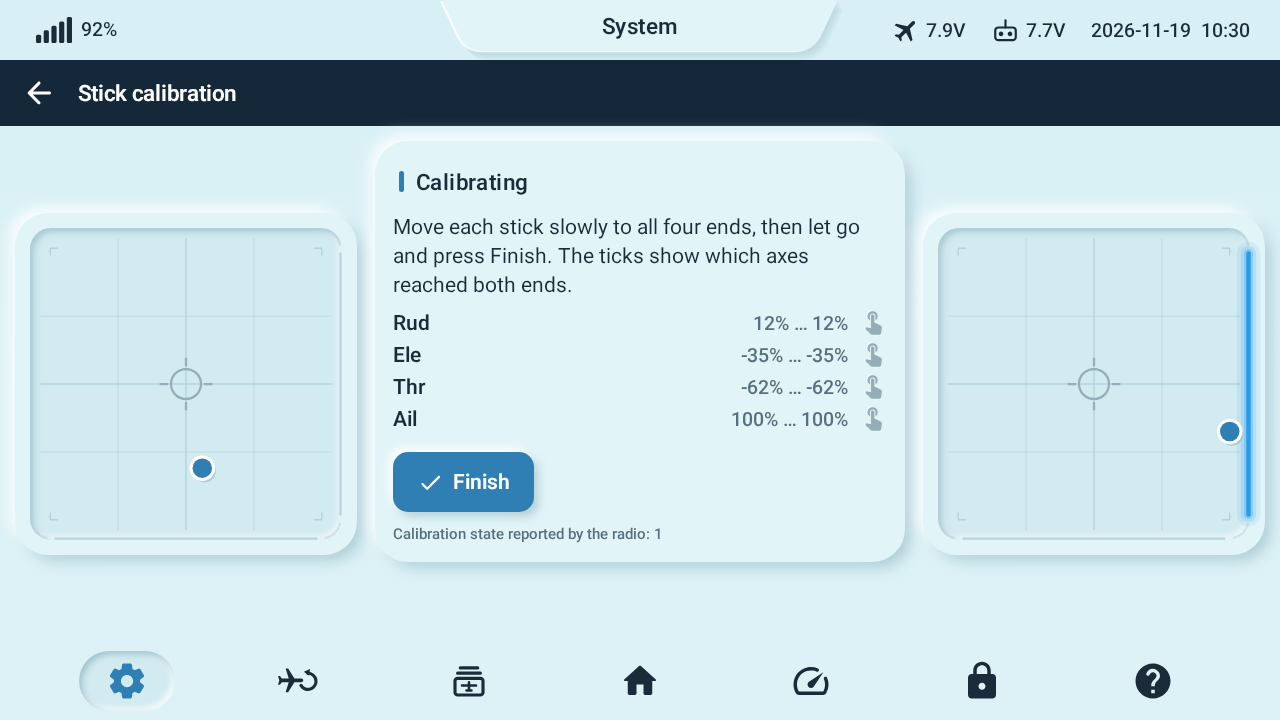 92%
System
7.9V
7.7V
2026-11-19 10:30
Stick calibration
Calibrating
Move each stick slowly to all four ends, then let go
and press Finish. The ticks show which axes
reached both ends.
Rud 12% ... 12%
Ele -35% ... -35%
Thr -62% ... -62%
Ail 100% ... 100%
Finish
Calibration state reported by the radio: 1